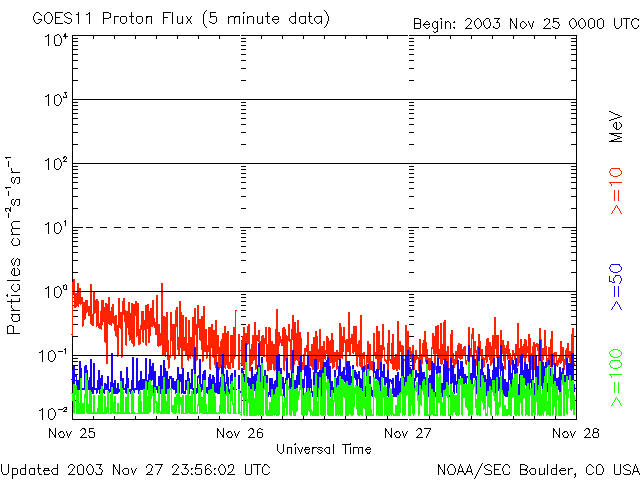 GOES11 Proton Flux (5 minute data)
Begin: 2003 Nov 25 0000 UTC
10⁴
10³
10²
10¹
10⁰
10⁻¹
10⁻²
Particles cm⁻²s⁻¹sr⁻¹
MeV
>=10
>=50
>=100
Nov 25
Nov 26
Nov 27
Nov 28
Universal Time
Updated 2003 Nov 27 23:56:02 UTC
NOAA/SEC Boulder, CO USA